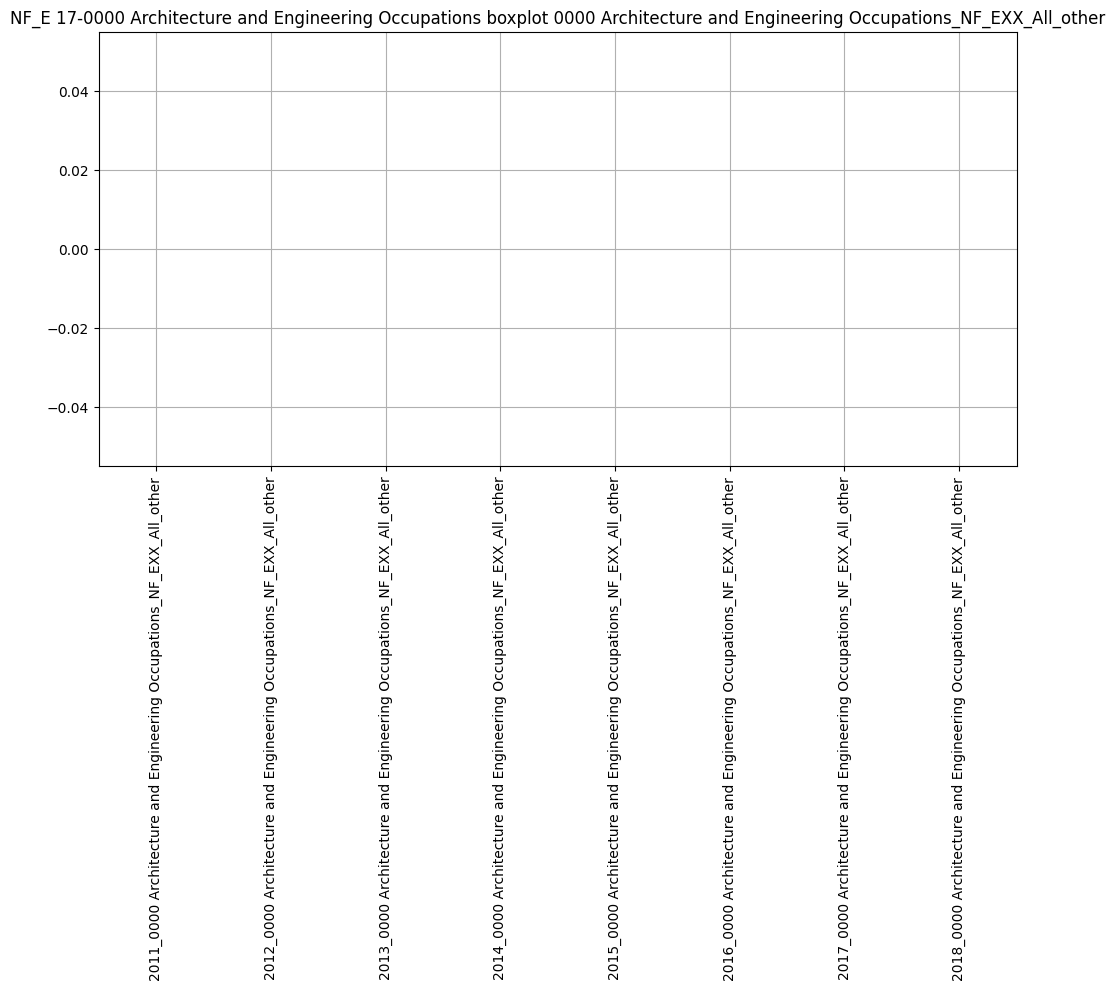 NF_E 17-0000 Architecture and Engineering Occupations boxplot 0000 Architecture and Engineering Occupations_NF_EXX_All_other
0.04
0.02
0.00
−0.02
−0.04
2011_0000 Architecture and Engineering Occupations_NF_EXX_All_other
2012_0000 Architecture and Engineering Occupations_NF_EXX_All_other
2013_0000 Architecture and Engineering Occupations_NF_EXX_All_other
2014_0000 Architecture and Engineering Occupations_NF_EXX_All_other
2015_0000 Architecture and Engineering Occupations_NF_EXX_All_other
2016_0000 Architecture and Engineering Occupations_NF_EXX_All_other
2017_0000 Architecture and Engineering Occupations_NF_EXX_All_other
2018_0000 Architecture and Engineering Occupations_NF_EXX_All_other